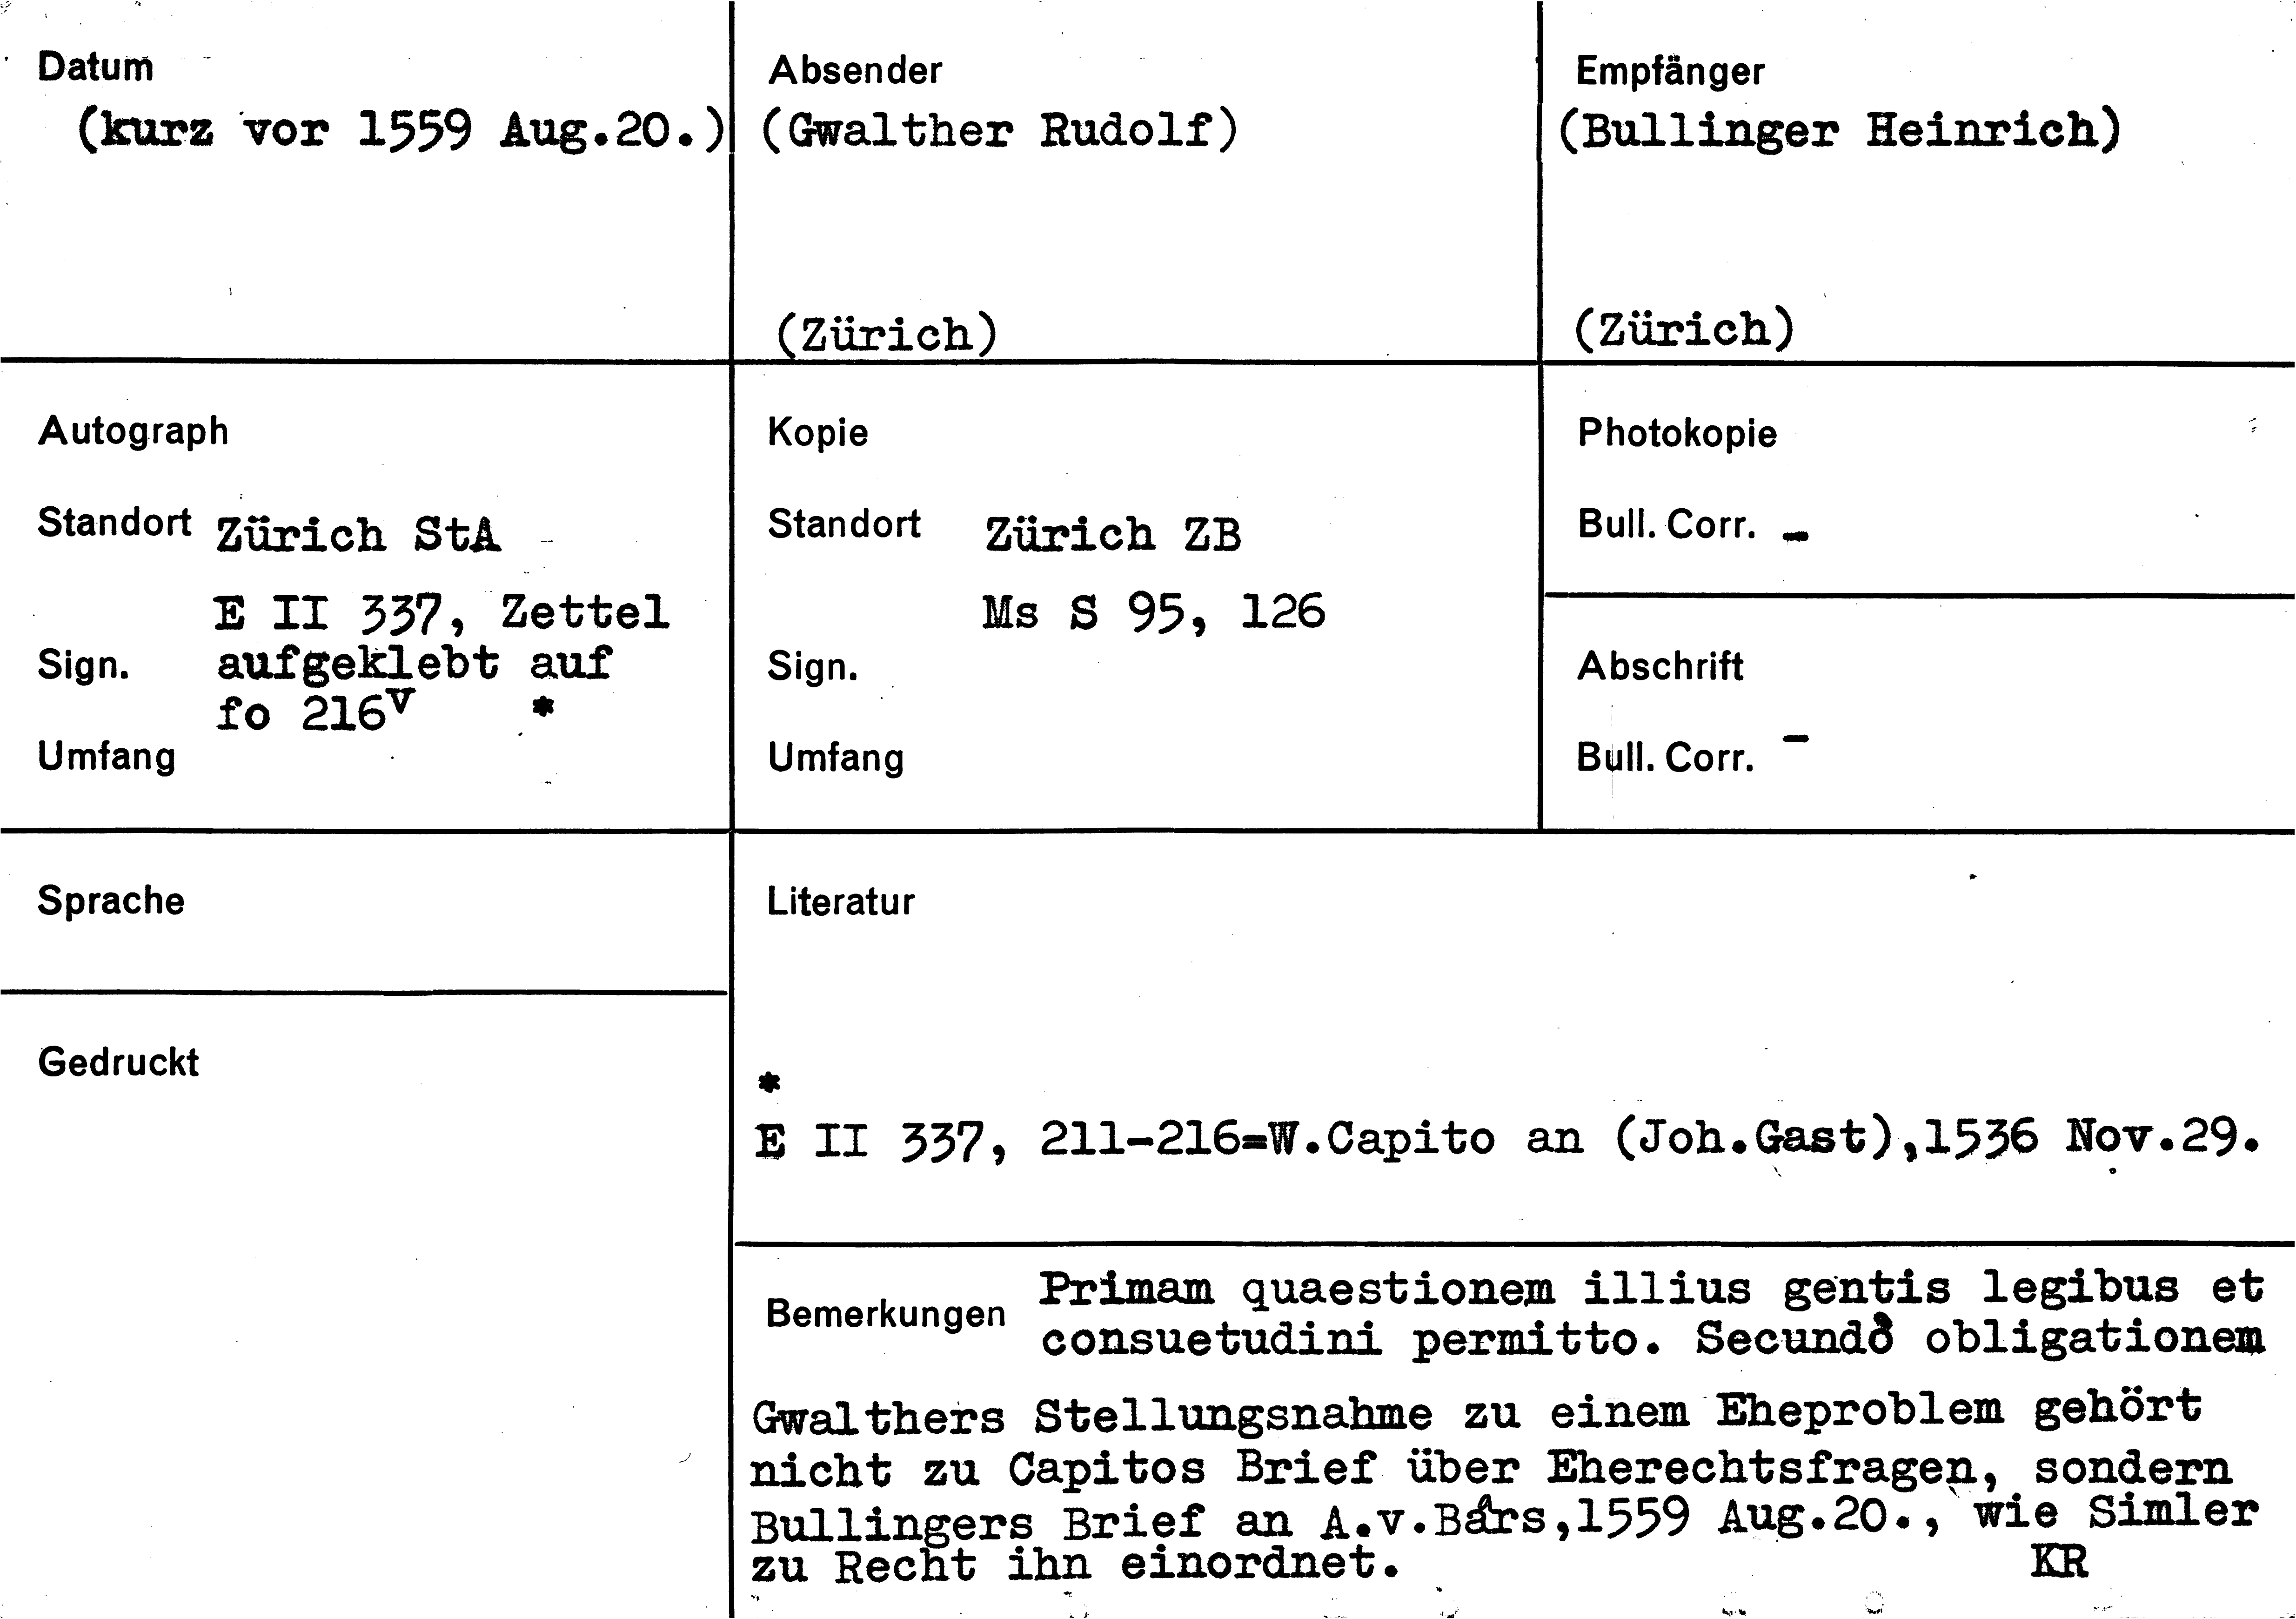 Datum
(kurz vor 1559 Aug.20.)
Absender
(Gwalther Rudolf)
(Zürich)
Empfänger
(Bullinger Heinrich)
(Zürich)
Autograph
Standort Zürich StA
E II 337, Zettel
Sign. aufgeklebt auf
fo 216v *
Umfang
Kopie
Standort Zürich ZB
Ms S 95, 126
Sign.
Umfang
Photokopie
Bull. Corr. -
Abschrift
Bull. Corr. -
Sprache
Gedruckt
Literatur
*
E II 337, 211-216=W.Capito an (Joh.Gast),1536 Nov.29.
Bemerkungen
Primam quaestionem illius gentis legibus et
consuetudini permitto. Secundò obligationem
Gwalthers Stellungsnahme zu einem Eheproblem gehört
nicht zu Capitos Brief über Eherechtsfragen, sondern
Bullingers Brief an A.v.Bårs,1559 Aug.20., wie Simler
zu Recht ihn einordnet. KR